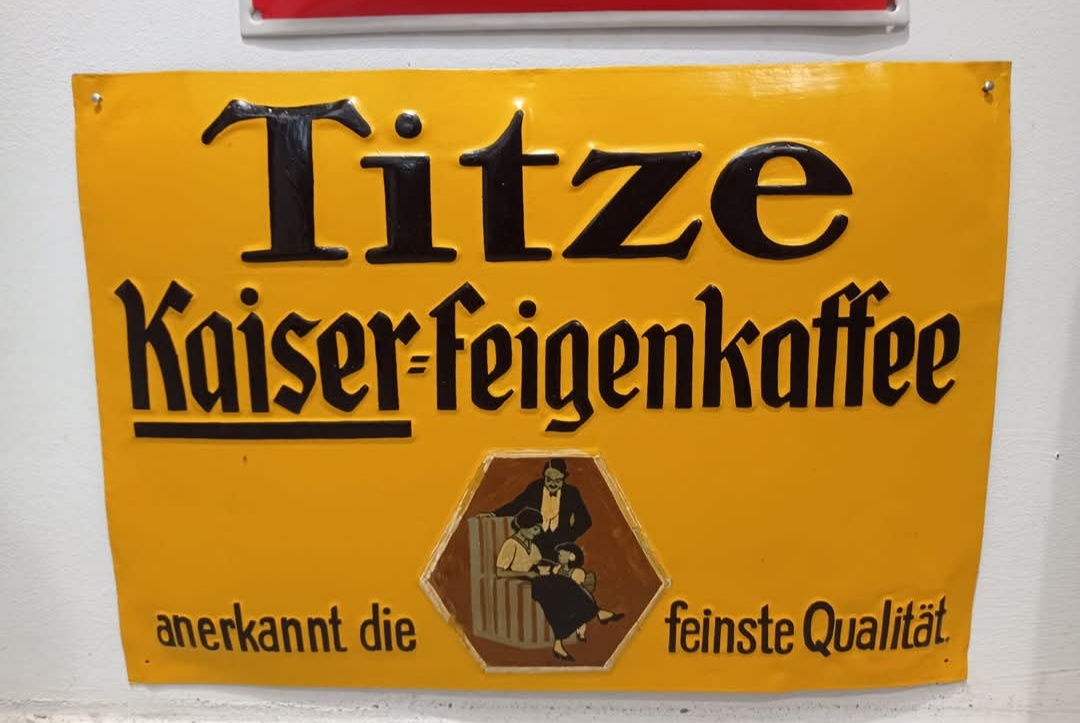 Titze
Kaiser=Feigenkaffee
anerkannt die feinste Qualität.